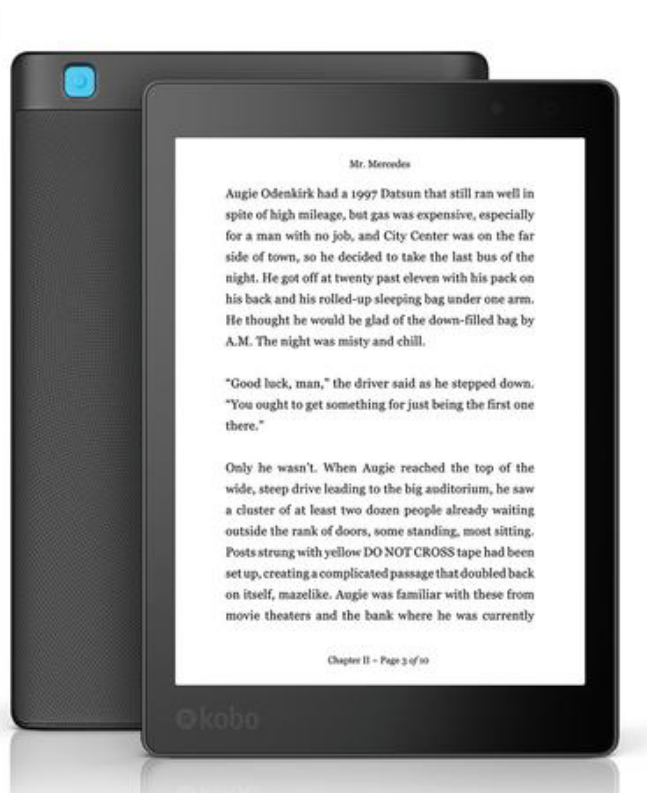 Mr. Mercedes
Augie Odenkirk had a 1997 Datsun that still ran well in
spite of high mileage, but gas was expensive, especially
for a man with no job, and City Center was on the far
side of town, so he decided to take the last bus of the
night. He got off at twenty past eleven with his pack on
his back and his rolled-up sleeping bag under one arm.
He thought he would be glad of the down-filled bag by
A.M. The night was misty and chill.
“Good luck, man,” the driver said as he stepped down.
“You ought to get something for just being the first one
there.”
Only he wasn’t. When Augie reached the top of the
wide, steep drive leading to the big auditorium, he saw
a cluster of at least two dozen people already waiting
outside the rank of doors, some standing, most sitting.
Posts strung with yellow DO NOT CROSS tape had been
set up, creating a complicated passage that doubled back
on itself, mazelike. Augie was familiar with these from
movie theaters and the bank where he was currently
Chapter II – Page 3 of 10
kobo